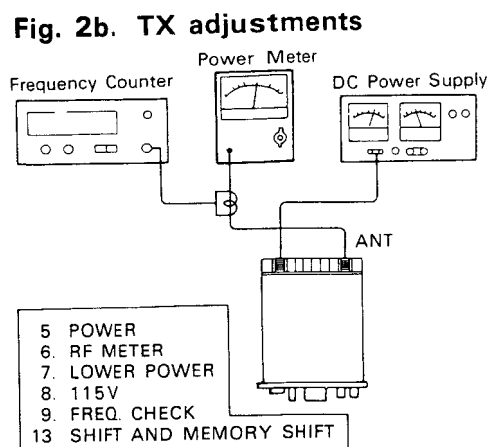 Fig. 2b. TX adjustments
Power Meter
Frequency Counter
DC Power Supply
ANT
5 POWER
6. RF METER
7. LOWER POWER
8. 115V
9. FREQ. CHECK
13 SHIFT AND MEMORY SHIFT